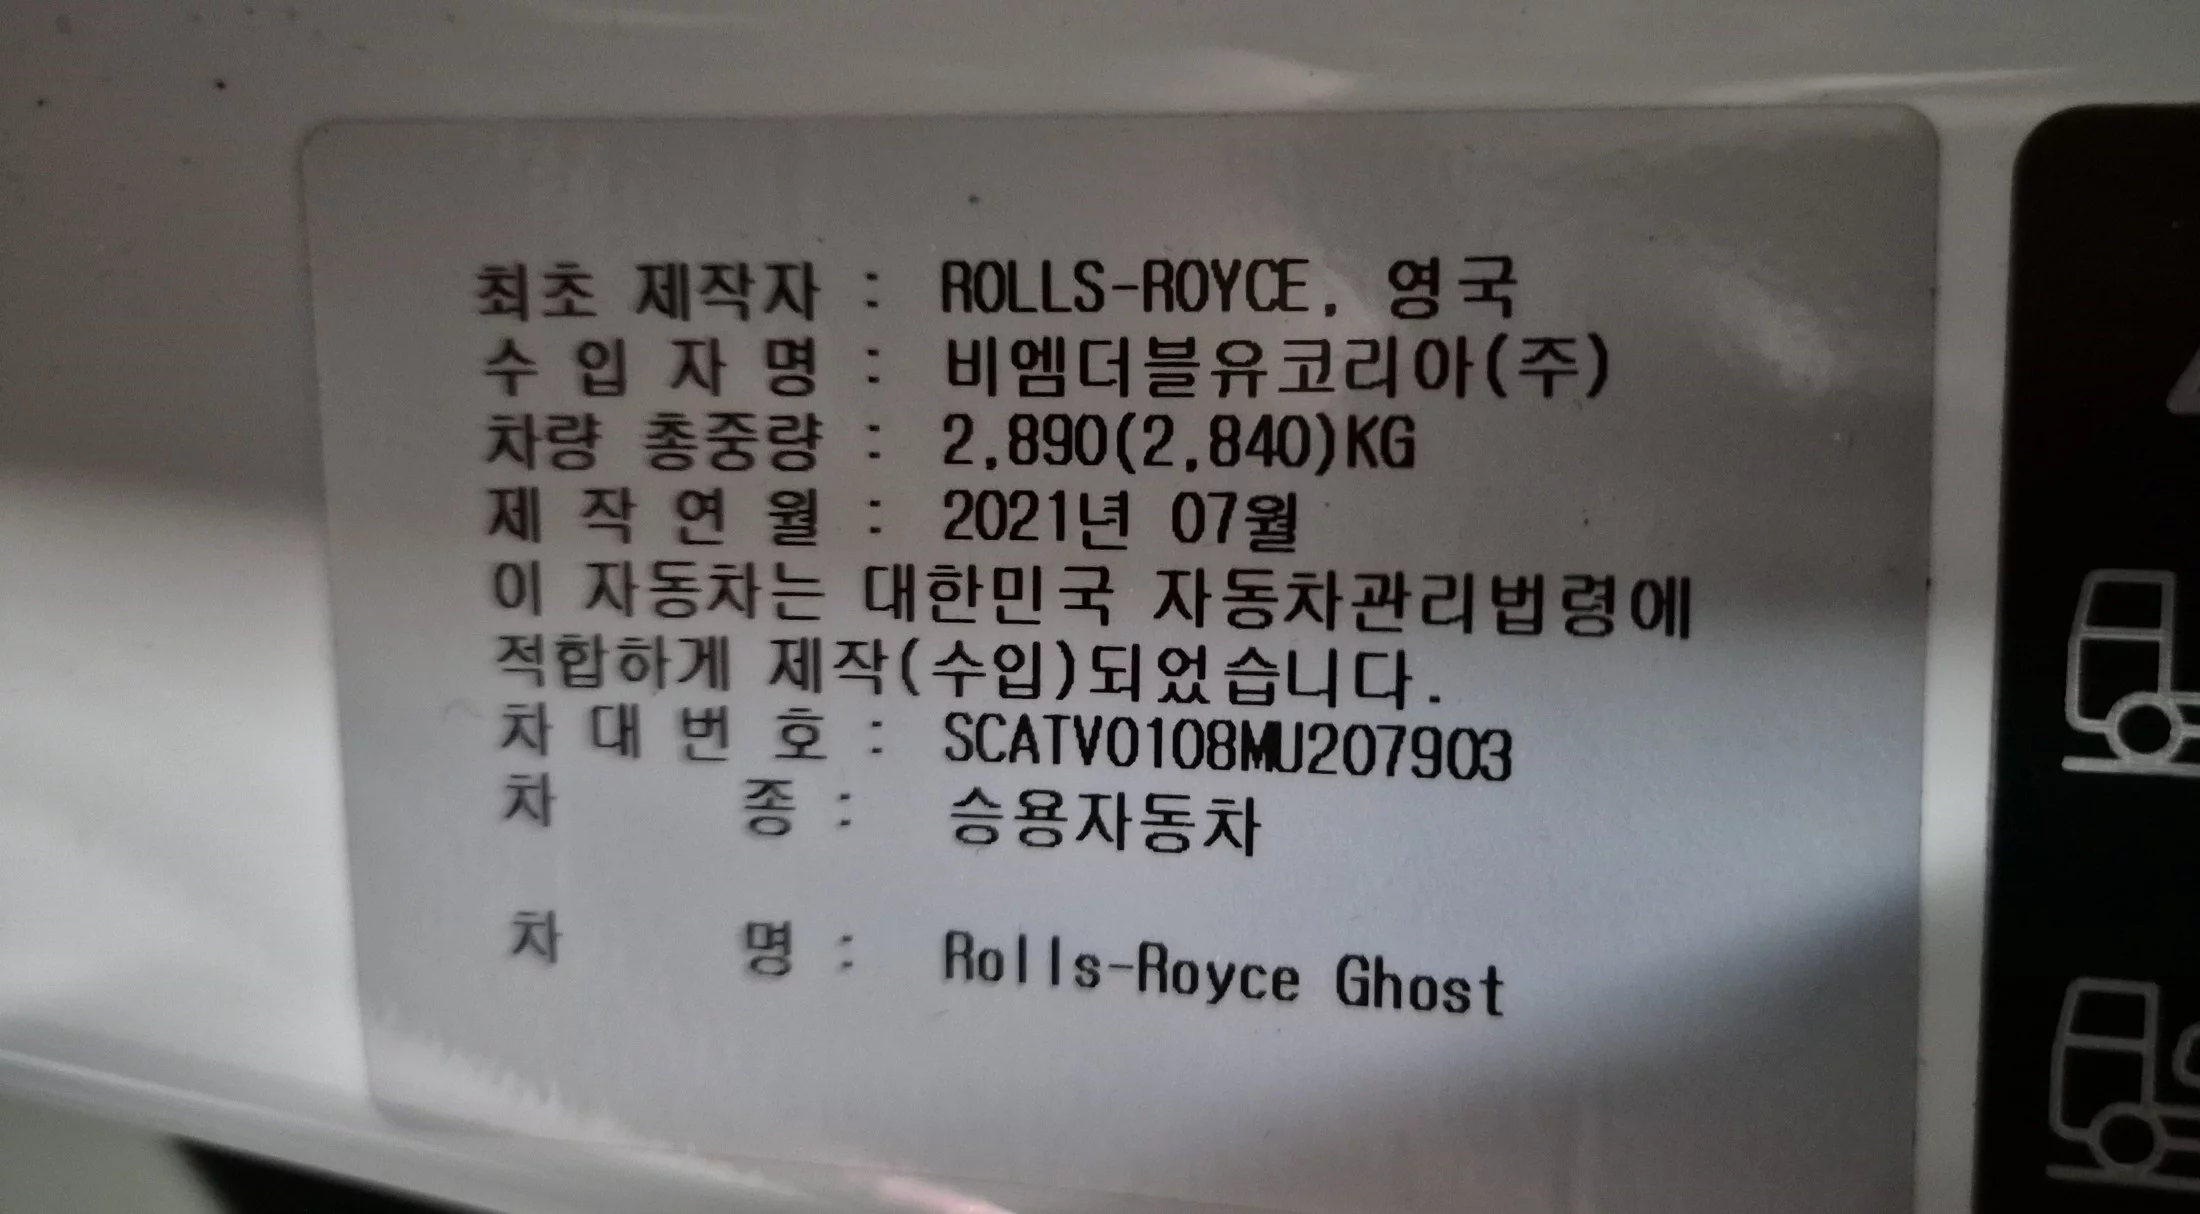 최초 제작자 : ROLLS-ROYCE, 영국
수 입 자 명 : 비엠더블유코리아(주)
차량 총중량 : 2,890(2,840)KG
제 작 연 월 : 2021년 07월
이 자동차는 대한민국 자동차관리법령에
적합하게 제작(수입)되었습니다.
차 대 번 호 : SCATV0108MU207903
차 종 : 승용자동차
차 명 : Rolls-Royce Ghost